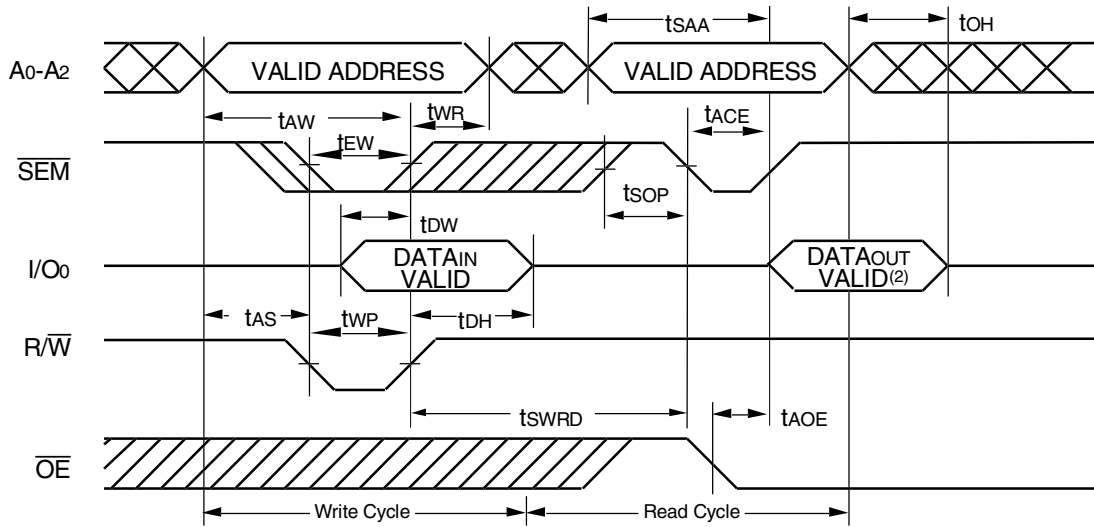 tSAA
tOH
A0-A2
VALID ADDRESS
VALID ADDRESS
tAW
tWR
tACE
tEW
SEM
tSOP
tDW
I/O0
DATAIN
VALID
DATAOUT
VALID(2)
tAS
tWP
tDH
R/W
tSWRD
tAOE
OE
Write Cycle
Read Cycle